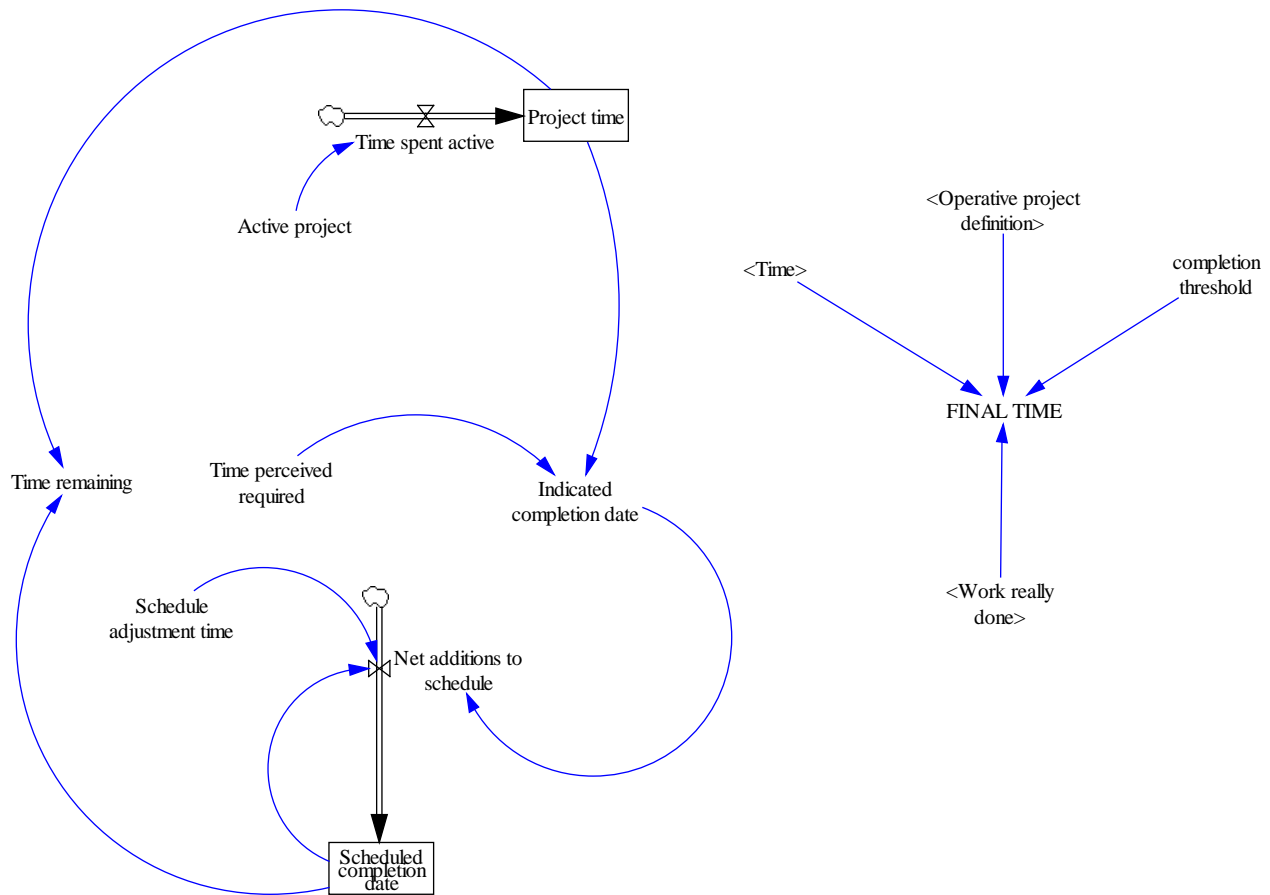 Project time
Time spent active
Active project
<Operative project
definition>
<Time>
completion
threshold
FINAL TIME
Time remaining
Time perceived
required
Indicated
completion date
Schedule
adjustment time
<Work really
done>
Net additions to
schedule
Scheduled
completion
date